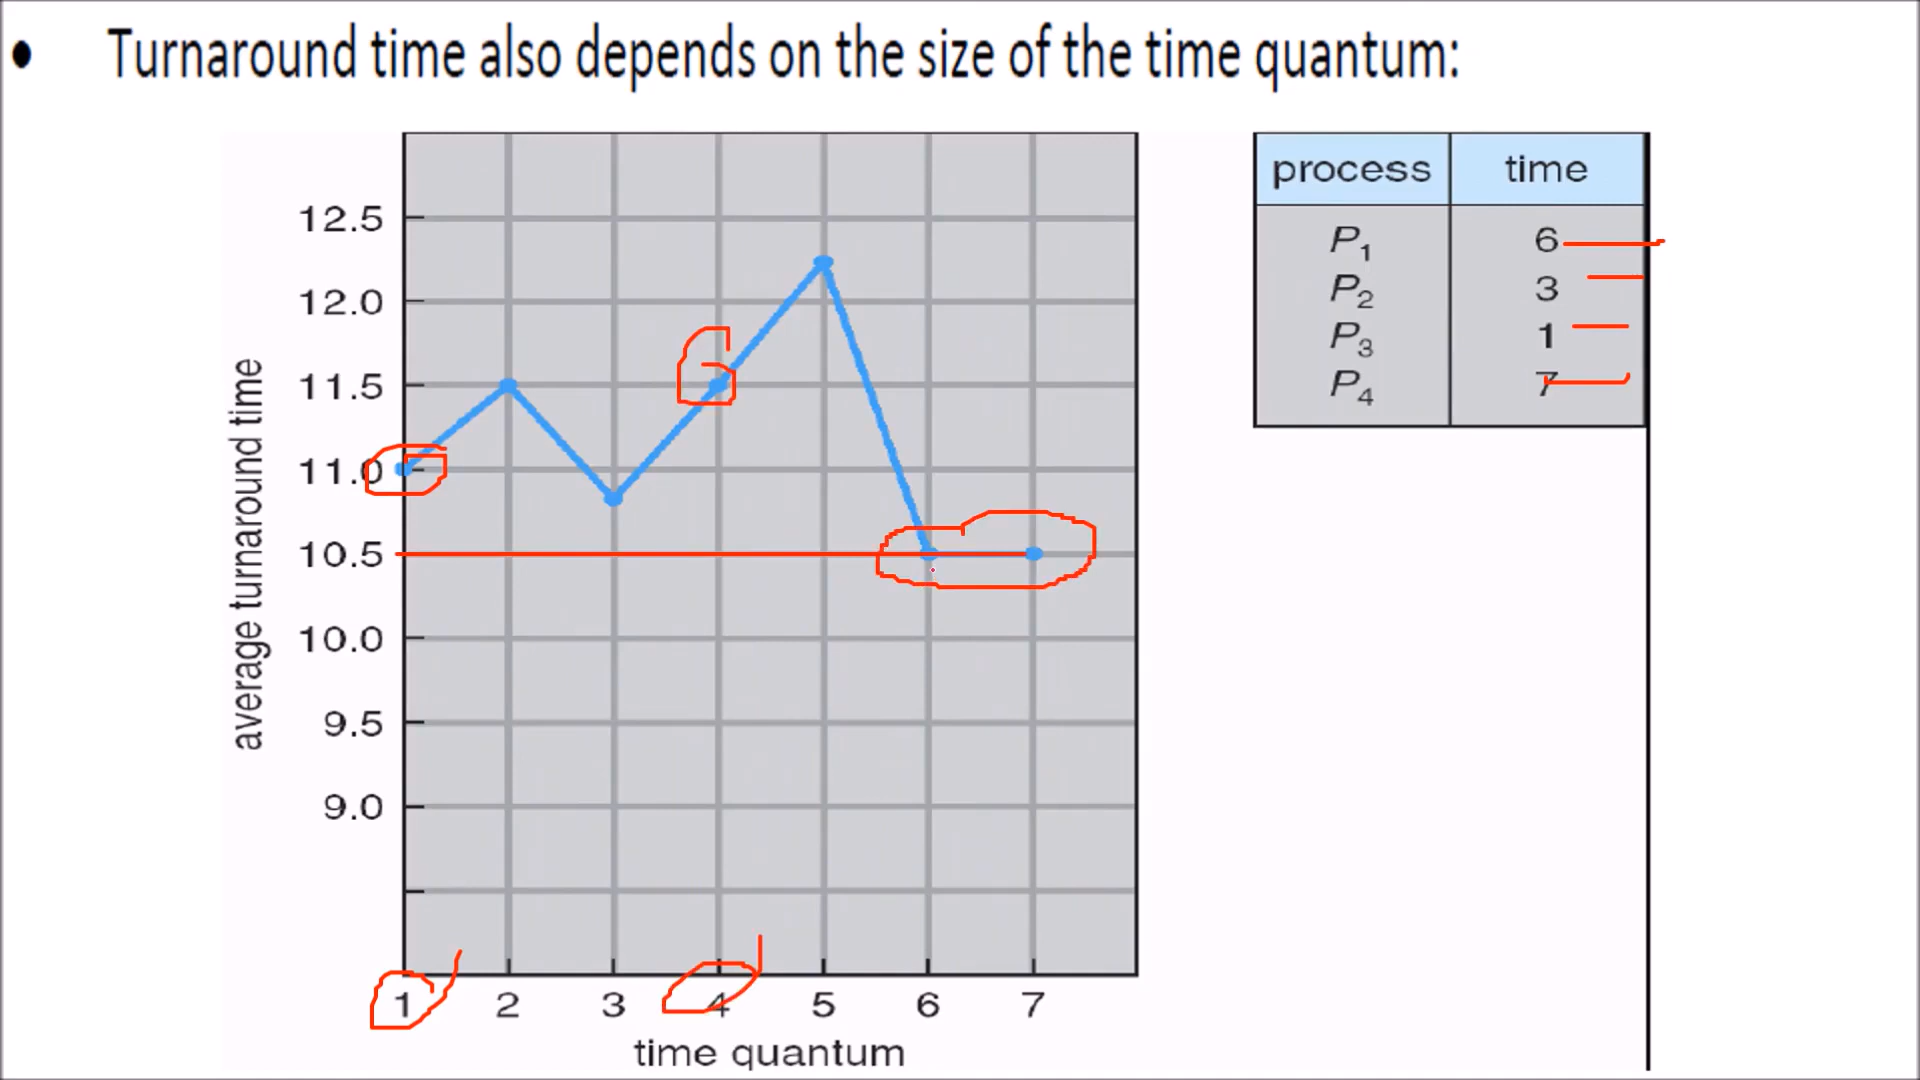 • Turnaround time also depends on the size of the time quantum:
process time
P1 6
P2 3
P3 1
P4 7
average turnaround time
12.5
12.0
11.5
11.0
10.5
10.0
9.5
9.0
1 2 3 4 5 6 7
time quantum